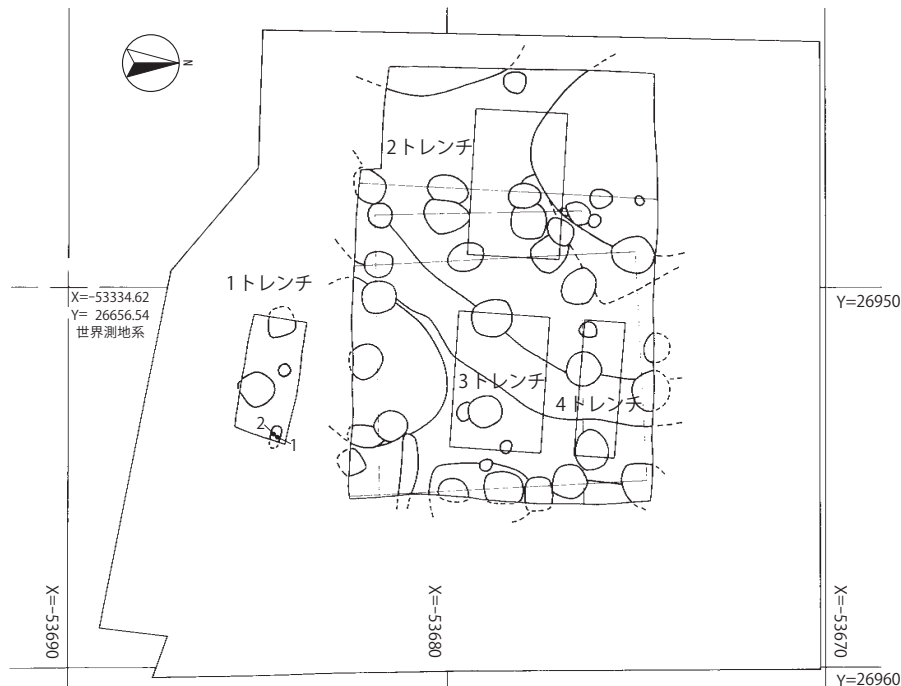 N
2トレンチ
1トレンチ
X=-53334.62
Y= 26656.54
世界測地系
Y=26950
3トレンチ
4トレンチ
2
1
X=-53690
X=-53680
X=-53670
Y=26960